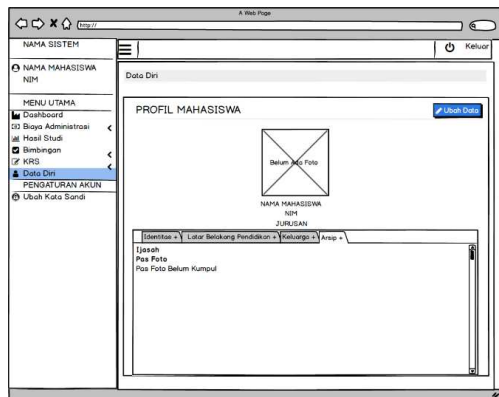 A Web Page
http://
NAMA SISTEM
Keluar
NAMA MAHASISWA
NIM
Data Diri
MENU UTAMA
Dashboard
Biaya Administrasi
Hasil Studi
Bimbingan
KRS
Data Diri
PENGATURAN AKUN
Ubah Kata Sandi
PROFIL MAHASISWA
Ubah Data
Belum Ada Foto
NAMA MAHASISWA
NIM
JURUSAN
Identitas + Latar Belakang Pendidikan + Keluarga + Arsip +
Ijasah
Pas Foto
Pas Foto Belum Kumpul